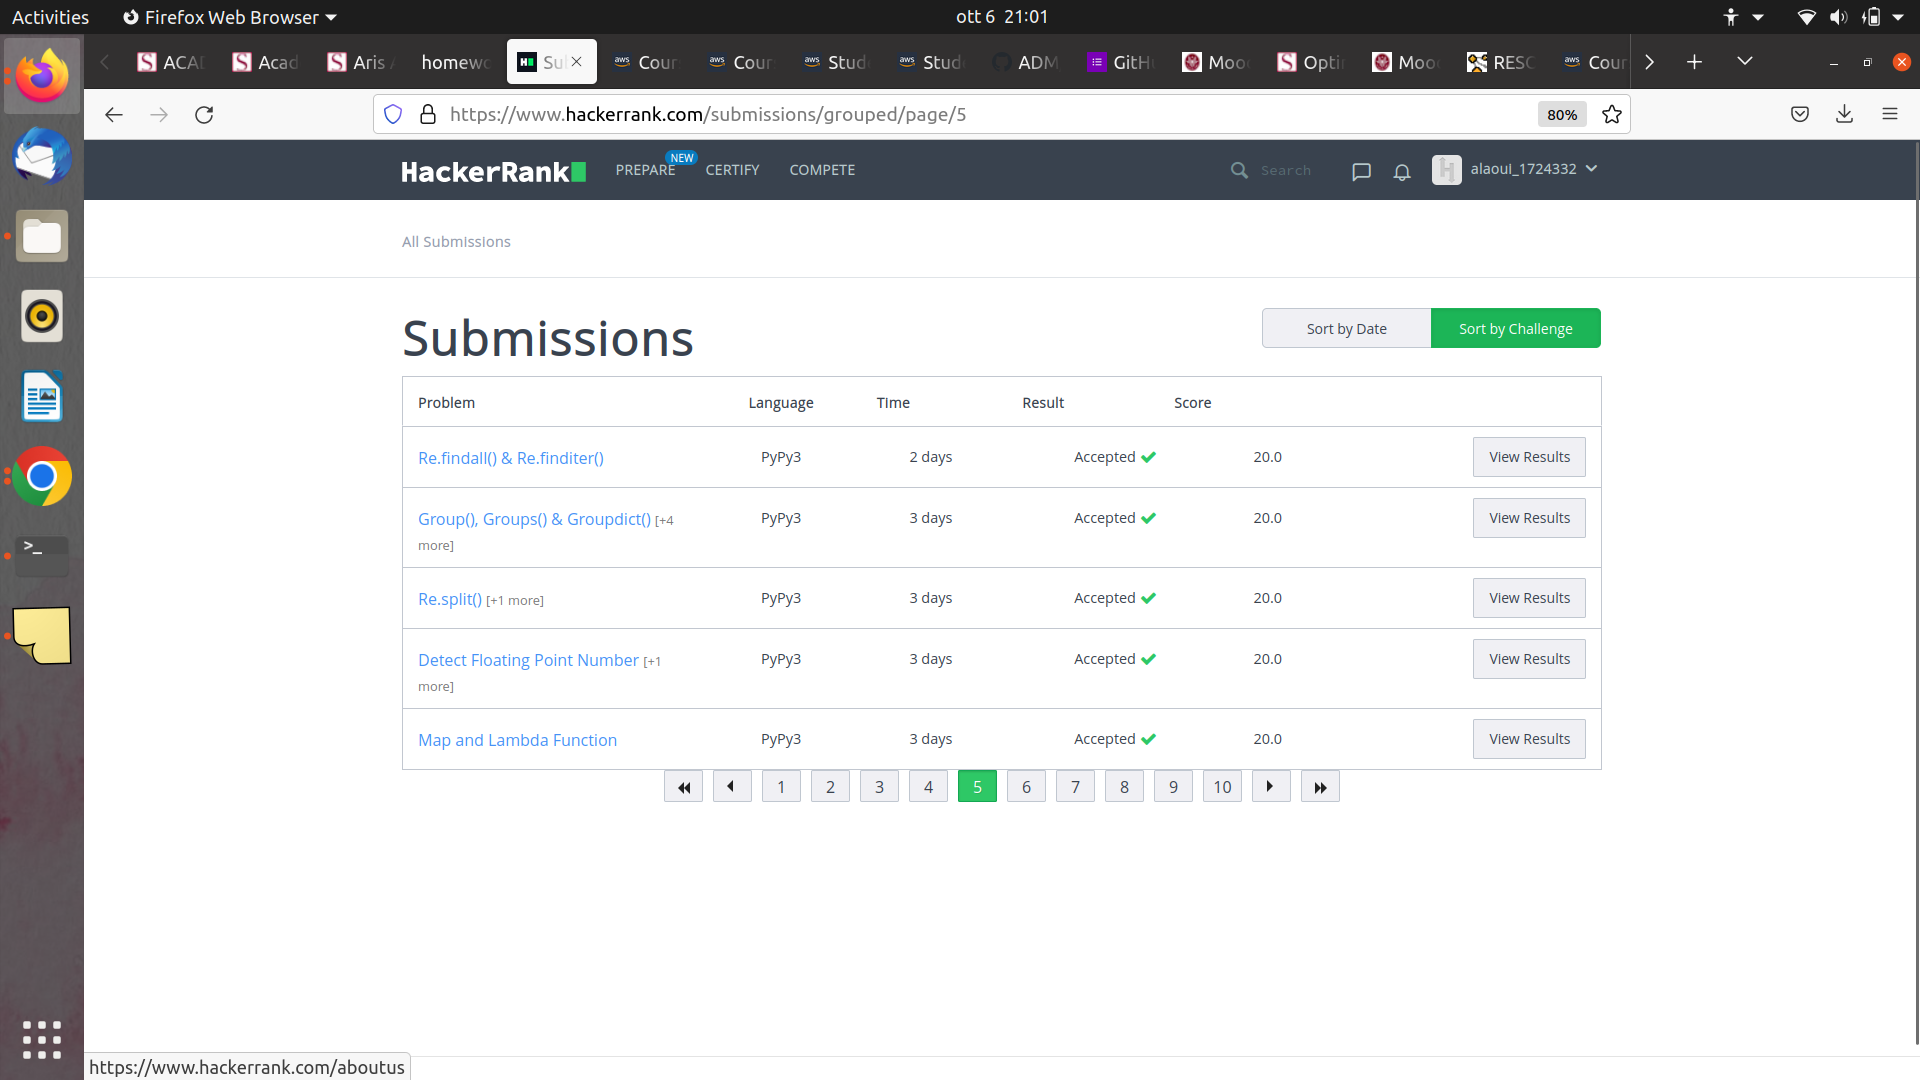 Activities
Firefox Web Browser
ott 6 21:01
ACAD
Acad
Aris A
homewo
Su
Cour
Cour
Stud
Stud
ADM
GitHu
Moo
Opti
Moo
RESC
Cour
https://www.hackerrank.com/submissions/grouped/page/5
80%
HackerRank
PREPARE
NEW
CERTIFY
COMPETE
Search
alaoui_1724332
All Submissions
Submissions
Sort by Date
Sort by Challenge
Problem Language Time Result Score
Re.findall() & Re.finditer() PyPy3 2 days Accepted 20.0 View Results
Group(), Groups() & Groupdict() [+4 PyPy3 3 days Accepted 20.0 View Results
more]
Re.split() [+1 more] PyPy3 3 days Accepted 20.0 View Results
Detect Floating Point Number [+1 PyPy3 3 days Accepted 20.0 View Results
more]
Map and Lambda Function PyPy3 3 days Accepted 20.0 View Results
1 2 3 4 5 6 7 8 9 10
https://www.hackerrank.com/aboutus